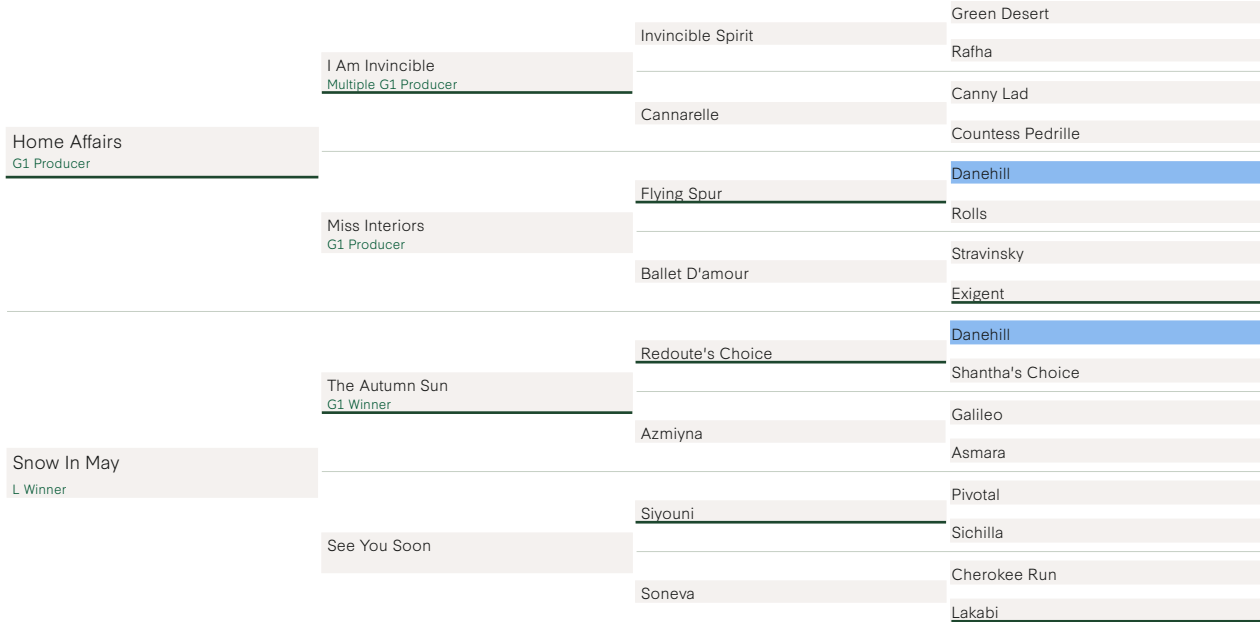 Home Affairs
G1 Producer
Snow In May
L Winner
I Am Invincible
Multiple G1 Producer
Miss Interiors
G1 Producer
The Autumn Sun
G1 Winner
See You Soon
Invincible Spirit
Cannarelle
Flying Spur
Ballet D'amour
Redoute's Choice
Azmiyna
Siyouni
Soneva
Green Desert
Rafha
Canny Lad
Countess Pedrille
Danehill
Rolls
Stravinsky
Exigent
Danehill
Shantha's Choice
Galileo
Asmara
Pivotal
Sichilla
Cherokee Run
Lakabi